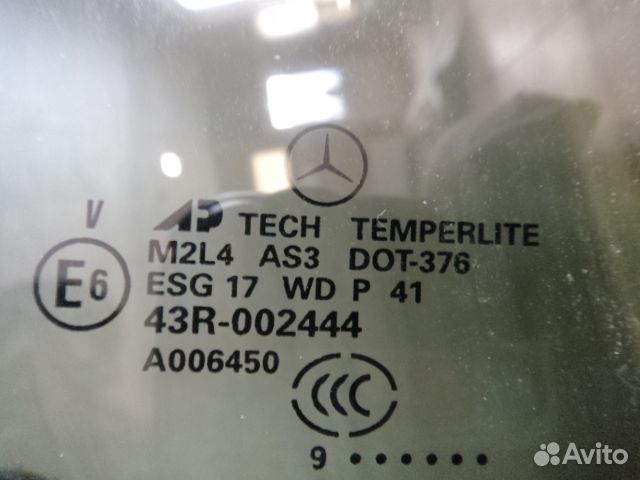 V
AP TECH TEMPERLITE
M2L4 AS3 DOT-376
E6
ESG 17 WD P 41
43R-002444
A006450
CCC
9 ······
Avito